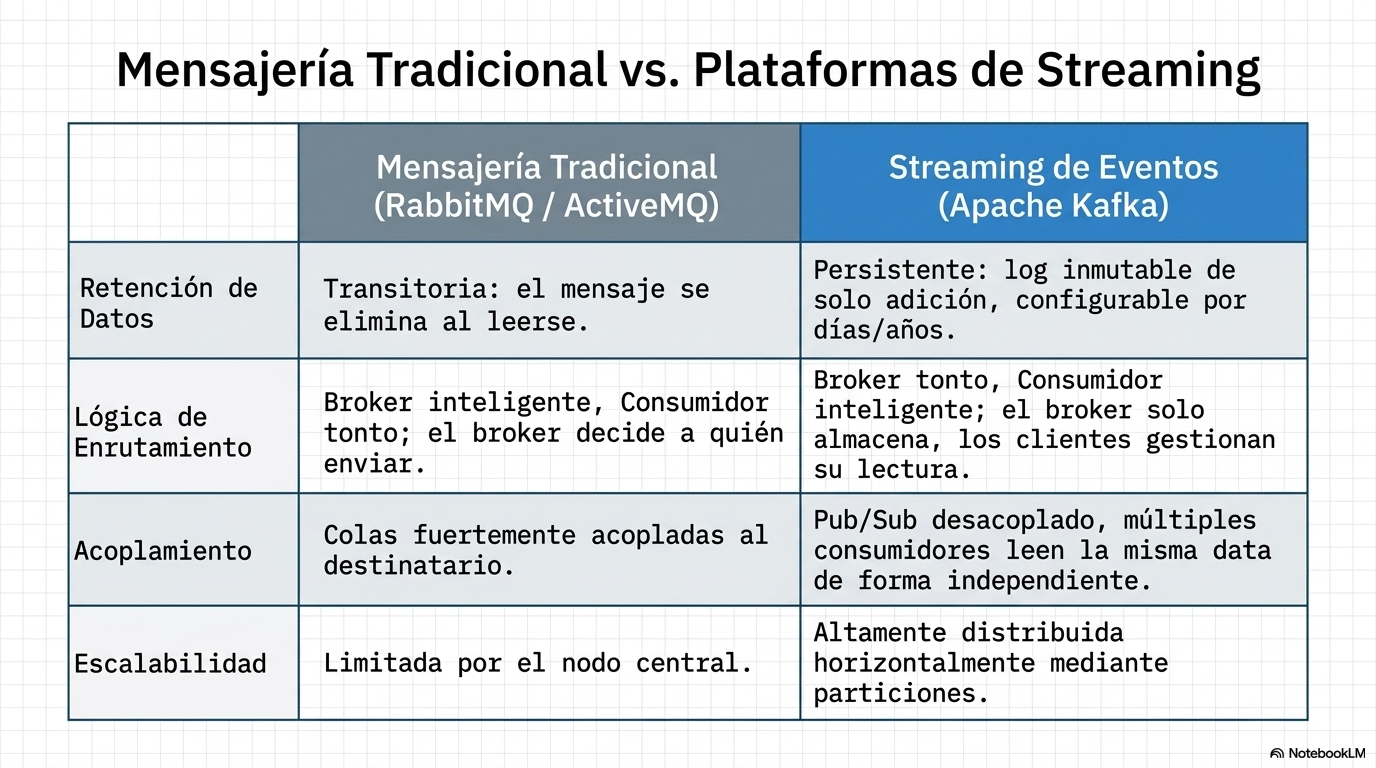 Mensajería Tradicional vs. Plataformas de Streaming
Mensajería Tradicional
(RabbitMQ / ActiveMQ)
Streaming de Eventos
(Apache Kafka)
Retención de
Datos
Transitoria: el mensaje se
elimina al leerse.
Persistente: log inmutable de
solo adición, configurable por
días/años.
Lógica de
Enrutamiento
Broker inteligente, Consumidor
tonto; el broker decide a quién
enviar.
Broker tonto, Consumidor
inteligente; el broker solo
almacena, los clientes gestionan
su lectura.
Acoplamiento
Colas fuertemente acopladas al
destinatario.
Pub/Sub desacoplado, múltiples
consumidores leen la misma data
de forma independiente.
Escalabilidad
Limitada por el nodo central.
Altamente distribuida
horizontalmente mediante
particiones.
NotebookLM